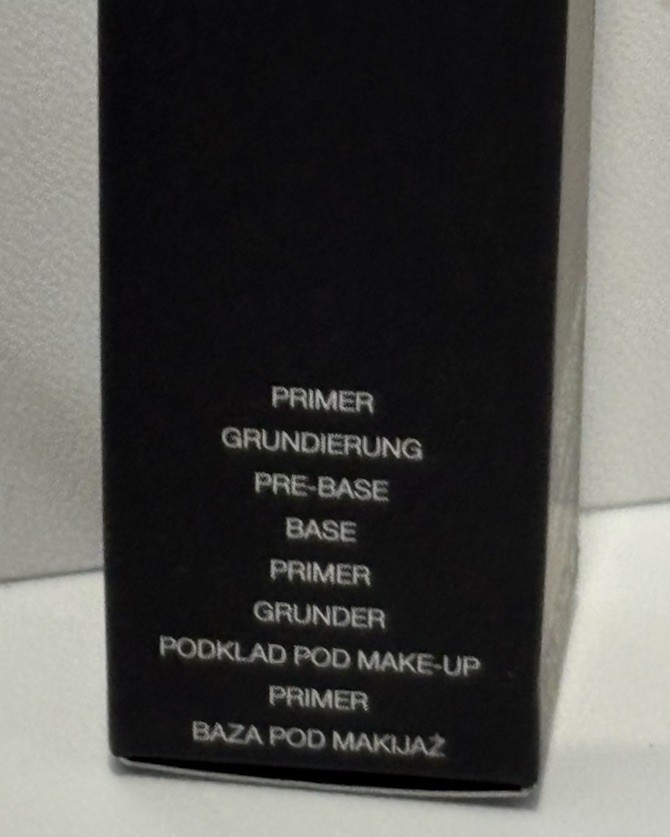 PRIMER
GRUNDIERUNG
PRE-BASE
BASE
PRIMER
GRUNDER
PODKLAD POD MAKE-UP
PRIMER
BAZA POD MAKIJAŻ